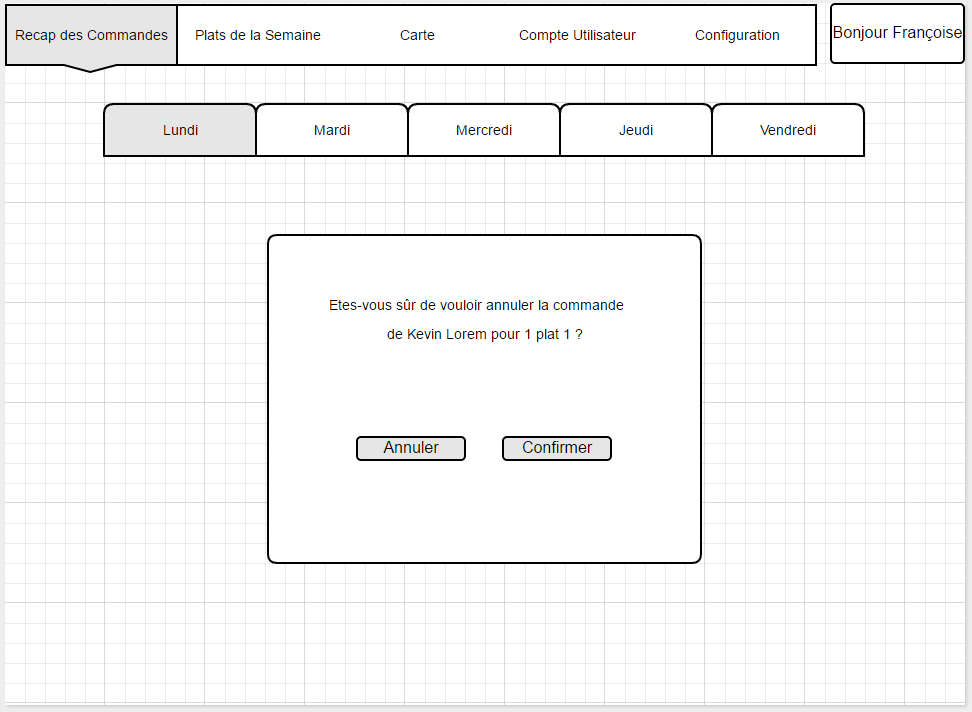 Recap des Commandes Plats de la Semaine Carte Compte Utilisateur Configuration Bonjour Françoise
Lundi Mardi Mercredi Jeudi Vendredi
Etes-vous sûr de vouloir annuler la commande
de Kevin Lorem pour 1 plat 1 ?
Annuler Confirmer